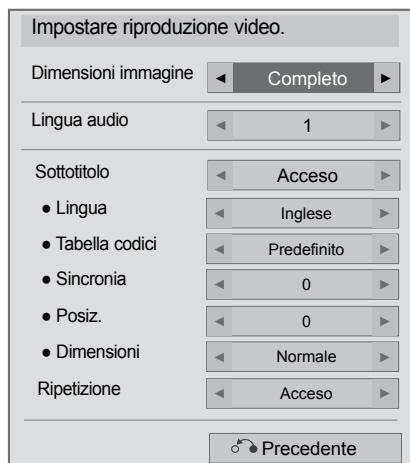 Impostare riproduzione video.
Dimensioni immagine ◄ Completo ►
Lingua audio ◄ 1 ►
Sottotitolo ◄ Acceso ►
● Lingua ◄ Inglese ►
● Tabella codici ◄ Predefinito ►
● Sincronia ◄ 0 ►
● Posiz. ◄ 0 ►
● Dimensioni ◄ Normale ►
Ripetizione ◄ Acceso ►
Precedente